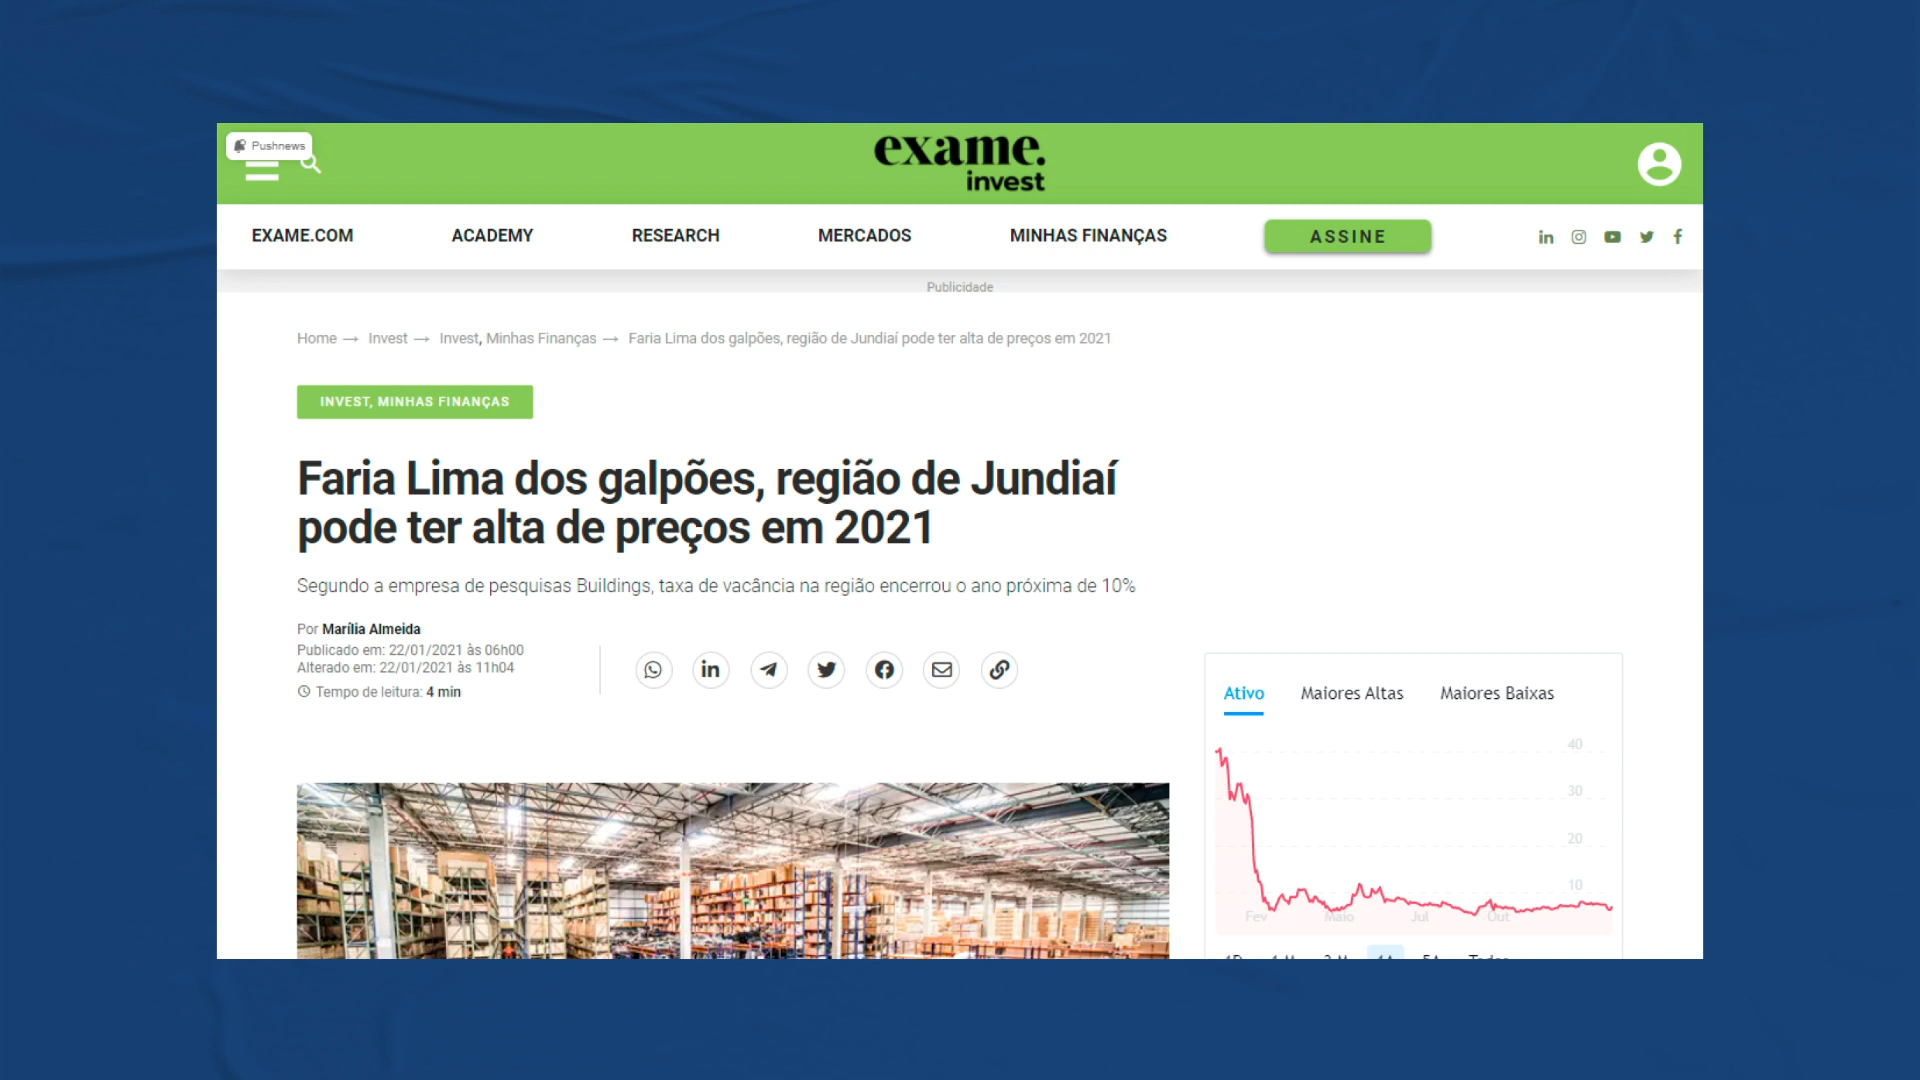 Pushnews
exame.
invest
EXAME.COM
ACADEMY
RESEARCH
MERCADOS
MINHAS FINANÇAS
ASSINE
Publicidade
Home → Invest → Invest, Minhas Finanças → Faria Lima dos galpões, região de Jundiaí pode ter alta de preços em 2021
INVEST, MINHAS FINANÇAS
Faria Lima dos galpões, região de Jundiaí
pode ter alta de preços em 2021
Segundo a empresa de pesquisas Buildings, taxa de vacância na região encerrou o ano próxima de 10%
Por Marília Almeida
Publicado em: 22/01/2021 às 06h00
Alterado em: 22/01/2021 às 11h04
Tempo de leitura: 4 min
Ativo
Maiores Altas
Maiores Baixas
40
30
20
10
Fev
Maio
Jul
Out